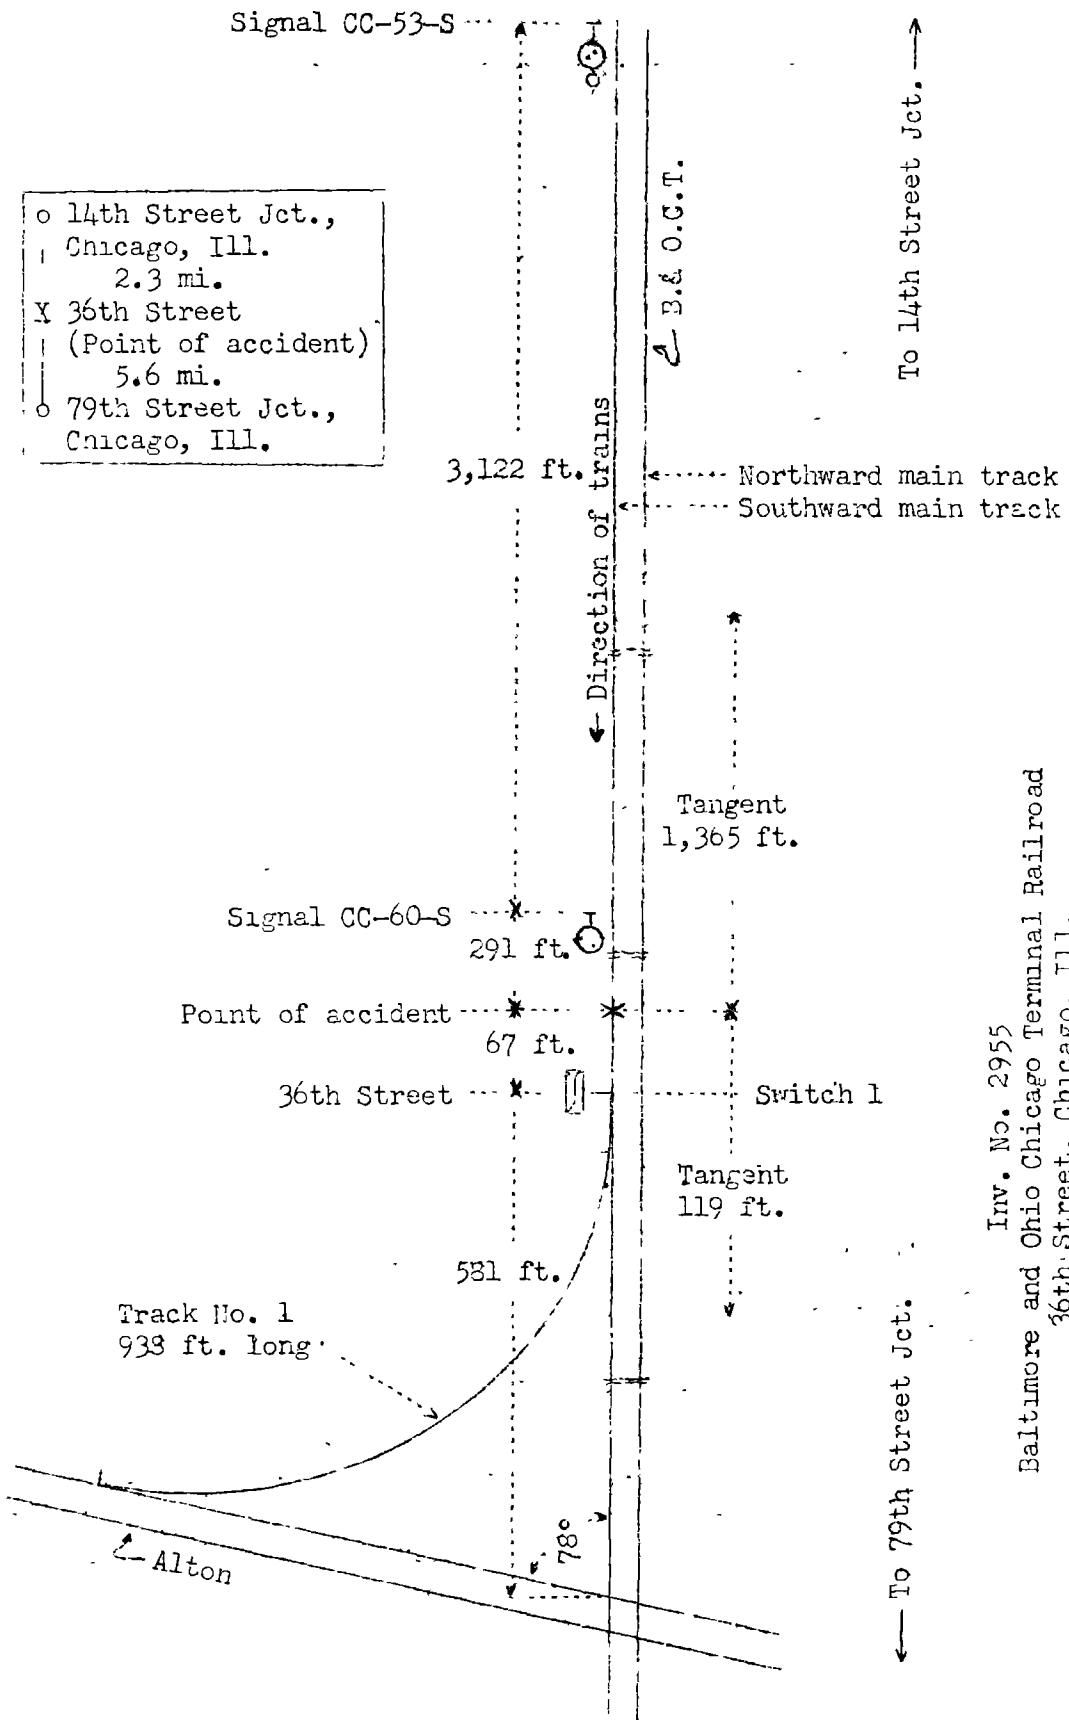 Signal CC-53-S
To 14th Street Jct.
B.& O.C.T.
14th Street Jct.,
Chicago, Ill.
2.3 mi.
X 36th Street
(Point of accident)
5.6 mi.
79th Street Jct.,
Chicago, Ill.
3,122 ft.
Northward main track
Southward main track
Direction of trains
Tangent
1,365 ft.
Signal CC-60-S
291 ft.
Point of accident
67 ft.
36th Street
Switch 1
Tangent
119 ft.
581 ft.
Track No. 1
938 ft. long
78°
Alton
To 79th Street Jct.
Inv. No. 2955
Baltimore and Ohio Chicago Terminal Railroad
36th Street, Chicago, Ill.